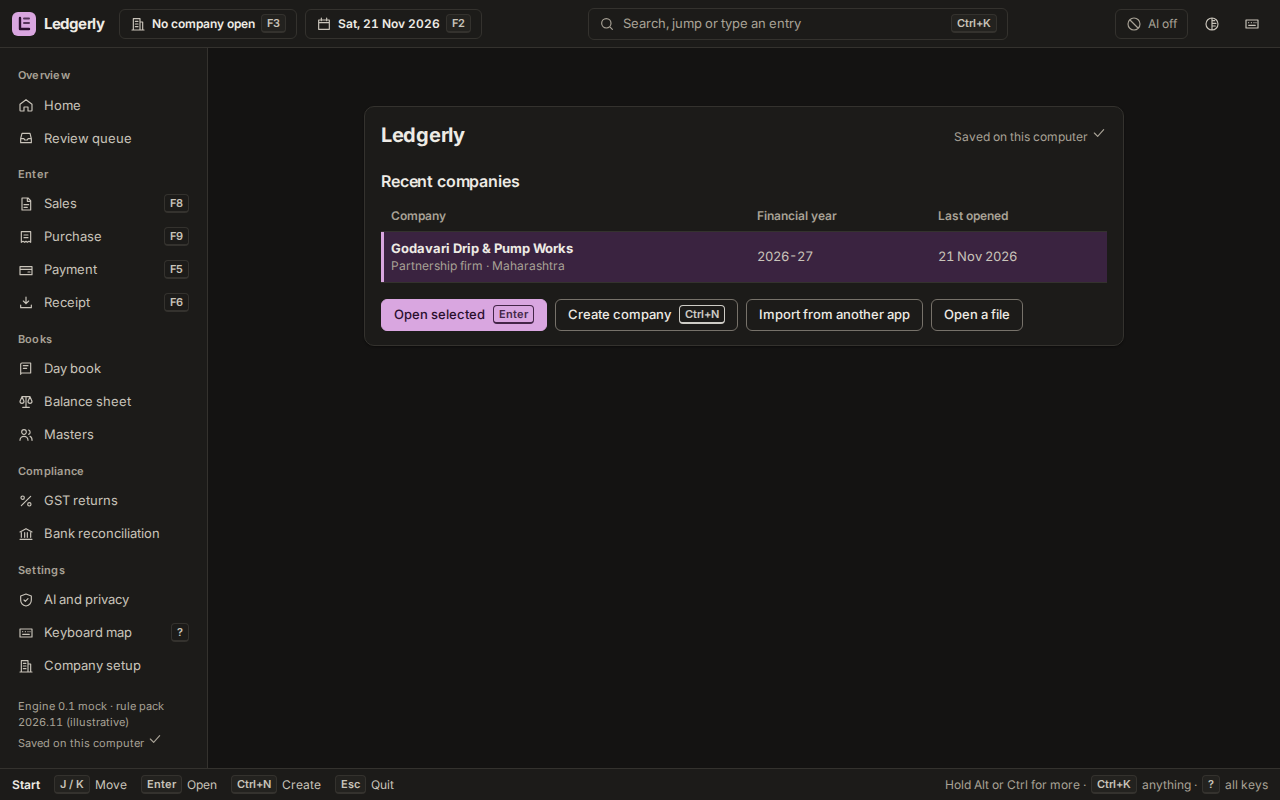 Ledgerly
No company open F3
Sat, 21 Nov 2026 F2
Search, jump or type an entry Ctrl+K
AI off
Overview
Home
Review queue
Enter
Sales F8
Purchase F9
Payment F5
Receipt F6
Books
Day book
Balance sheet
Masters
Compliance
GST returns
Bank reconciliation
Settings
AI and privacy
Keyboard map ?
Company setup
Engine 0.1 mock · rule pack
2026.11 (illustrative)
Saved on this computer
Ledgerly
Saved on this computer
Recent companies
Company Financial year Last opened
Godavari Drip & Pump Works
Partnership firm · Maharashtra
2026-27
21 Nov 2026
Open selected Enter
Create company Ctrl+N
Import from another app
Open a file
Start J / K Move Enter Open Ctrl+N Create Esc Quit
Hold Alt or Ctrl for more · Ctrl+K anything · ? all keys